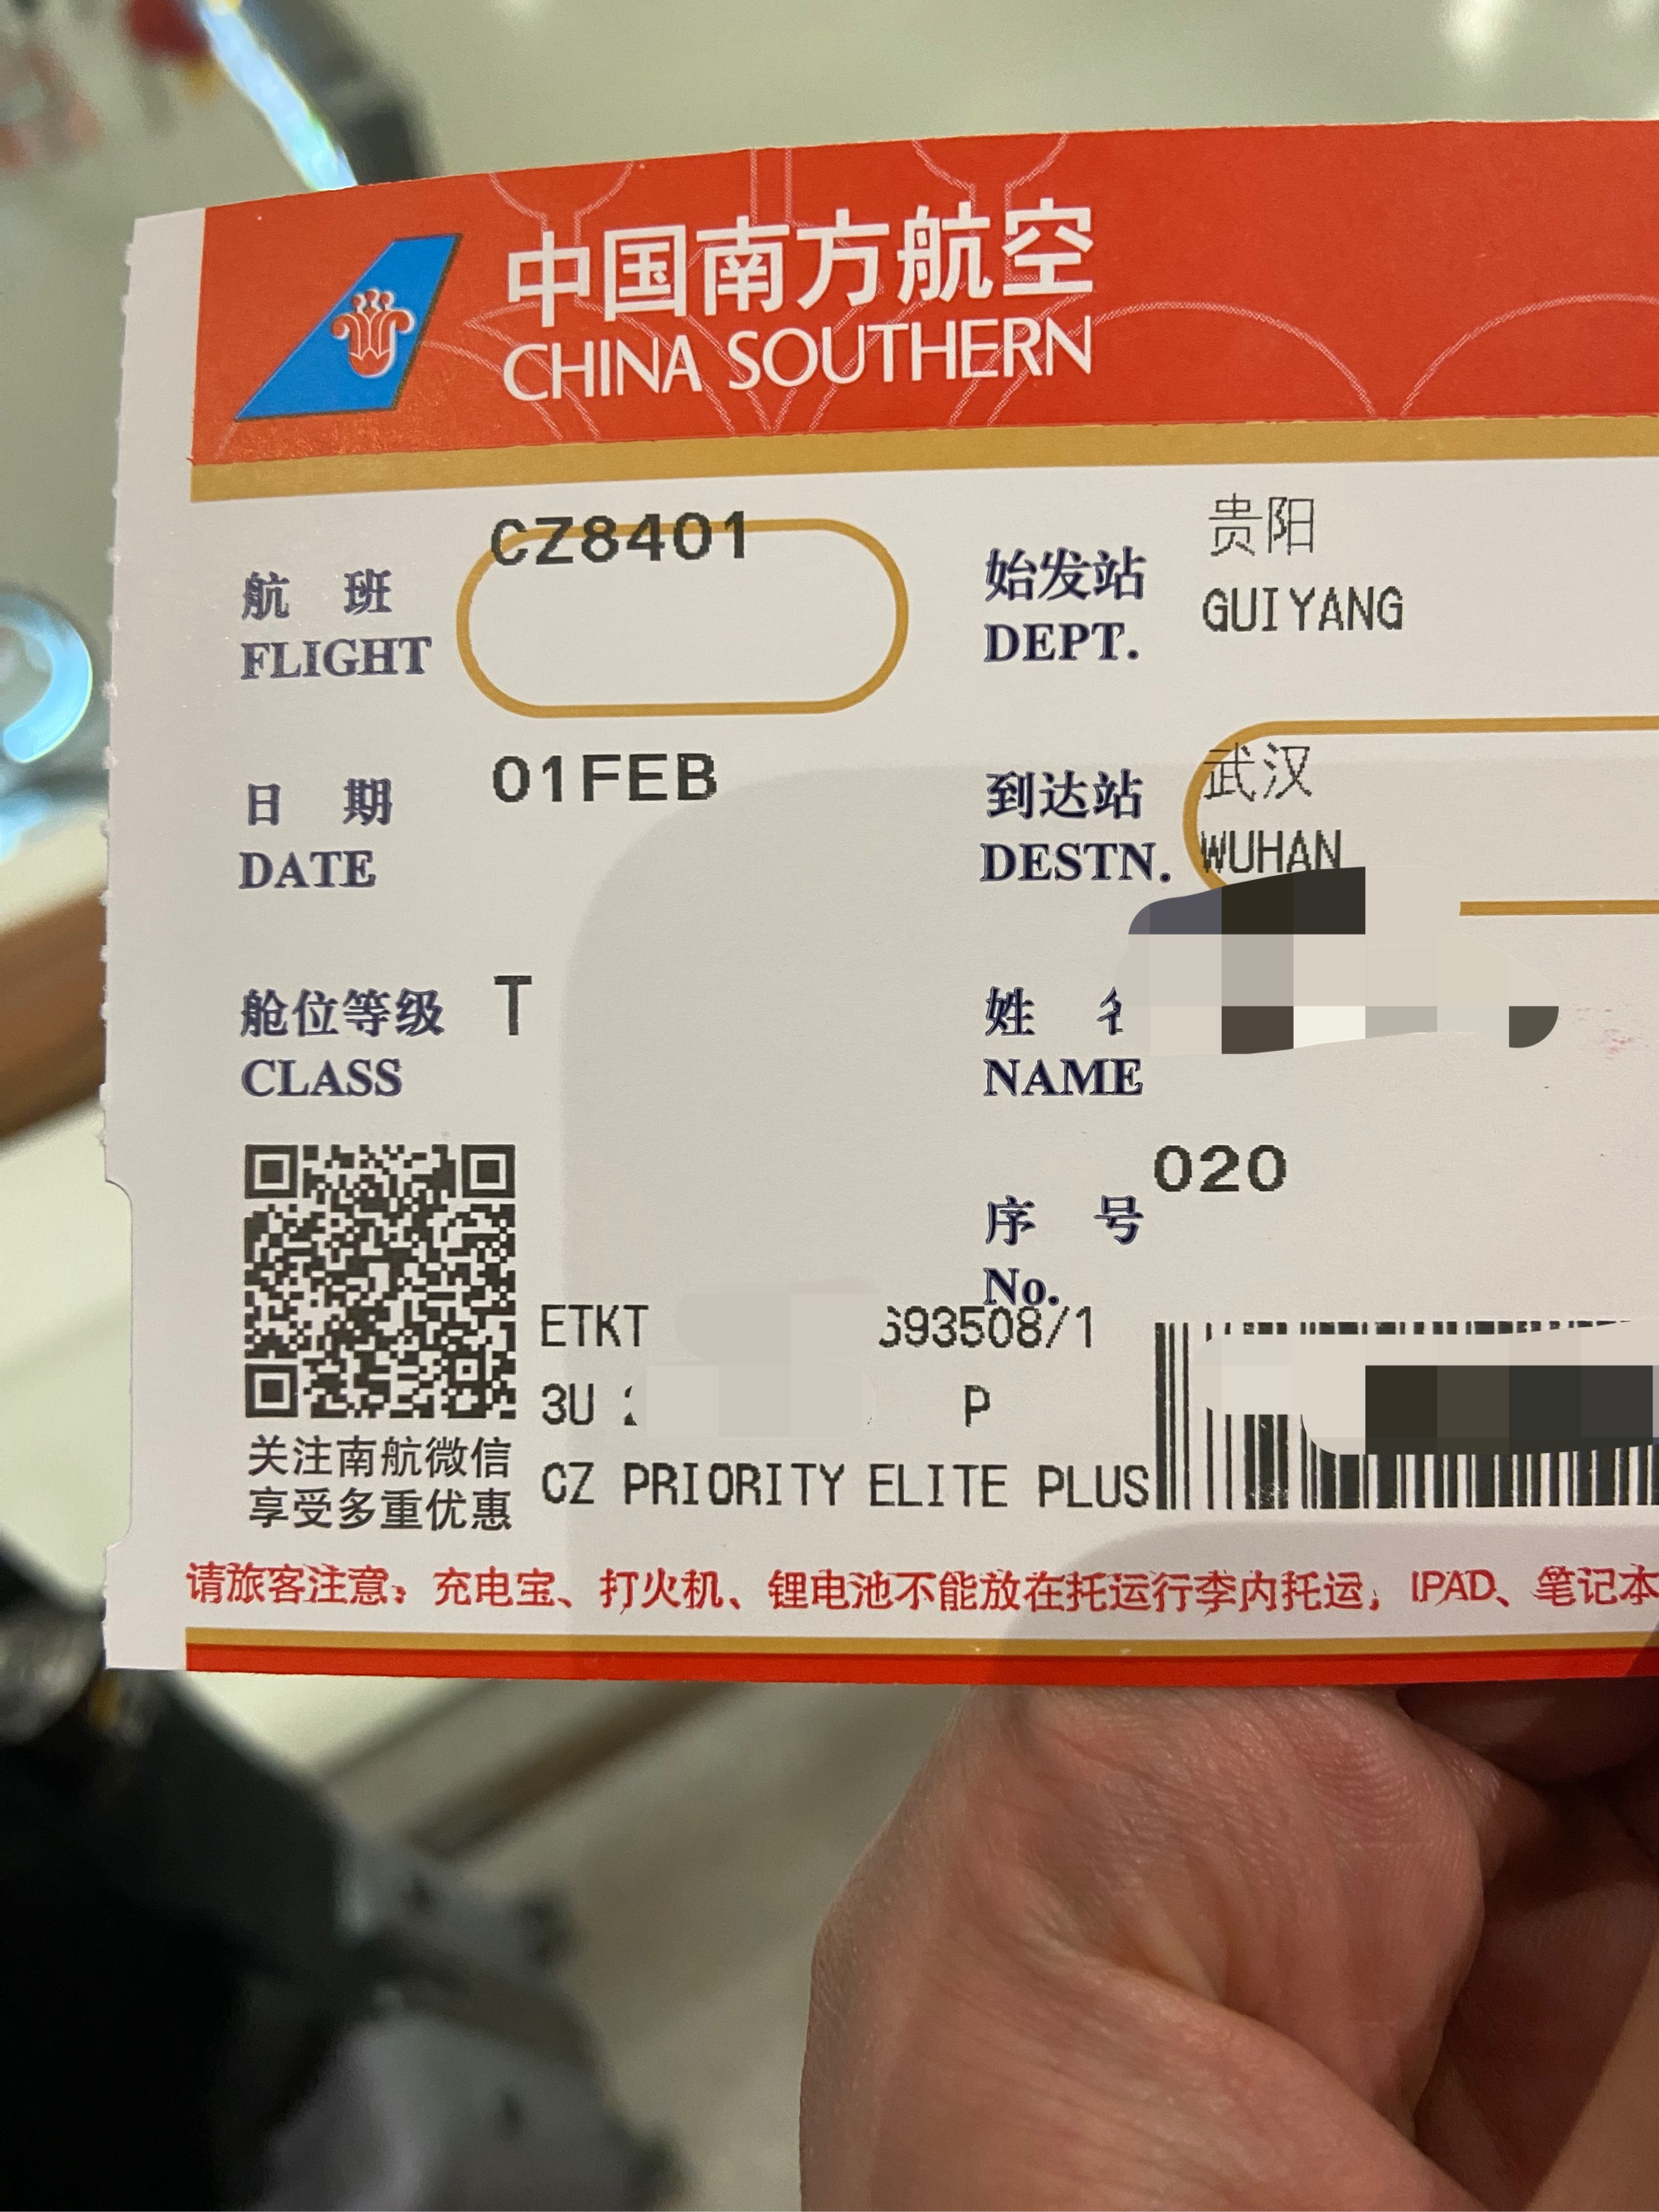 中国南方航空
CHINA SOUTHERN
航 班
FLIGHT
CZ8401
始发站
DEPT.
贵阳
GUIYANG
日 期
DATE
01FEB
到达站
DESTN.
武汉
WUHAN
舱位等级
CLASS
T
姓 名
NAME
序 号
No.
020
ETKT 693508/1
3U P
CZ PRIORITY ELITE PLUS
关注南航微信
享受多重优惠
请旅客注意：充电宝、打火机、锂电池不能放在托运行李内托运，IPAD、笔记本